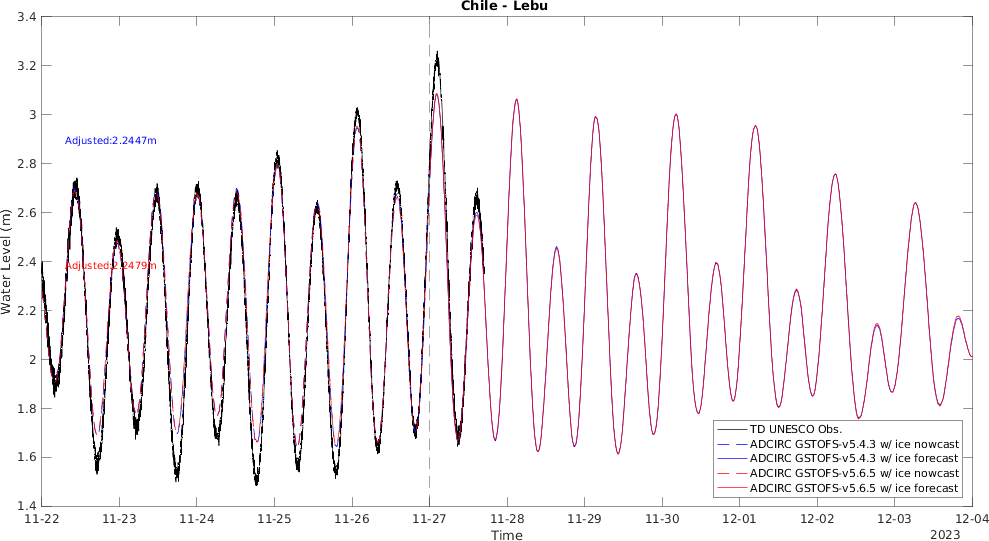 Chile - Lebu
3.4
3.2
3
2.8
2.6
2.4
2.2
2
1.8
1.6
1.4
Water Level (m)
Adjusted:2.2447m
Adjusted:2.2479m
TD UNESCO Obs.
ADCIRC GSTOFS-v5.4.3 w/ ice nowcast
ADCIRC GSTOFS-v5.4.3 w/ ice forecast
ADCIRC GSTOFS-v5.6.5 w/ ice nowcast
ADCIRC GSTOFS-v5.6.5 w/ ice forecast
11-22 11-23 11-24 11-25 11-26 11-27 11-28 11-29 11-30 12-01 12-02 12-03 12-04
Time
2023